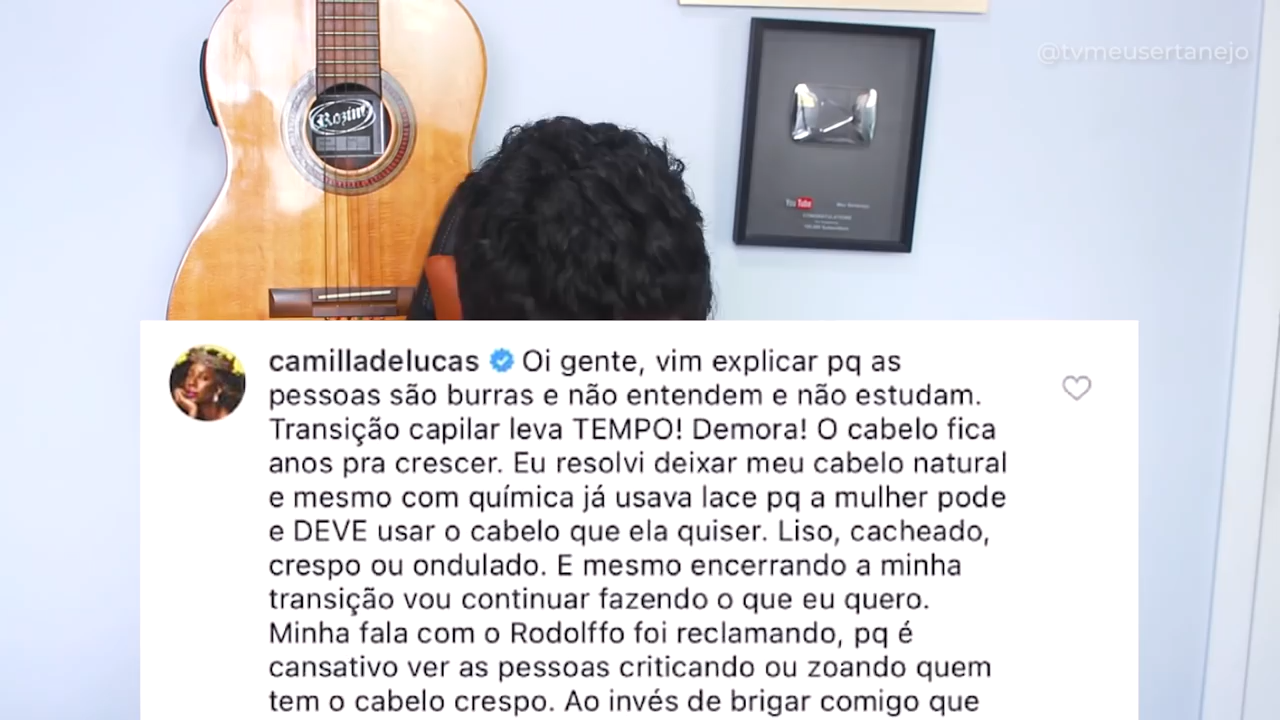 @tvmeusertanejo
Rozini
YouTube
camilladelucas Oi gente, vim explicar pq as
pessoas são burras e não entendem e não estudam.
Transição capilar leva TEMPO! Demora! O cabelo fica
anos pra crescer. Eu resolvi deixar meu cabelo natural
e mesmo com química já usava lace pq a mulher pode
e DEVE usar o cabelo que ela quiser. Liso, cacheado,
crespo ou ondulado. E mesmo encerrando a minha
transição vou continuar fazendo o que eu quero.
Minha fala com o Rodolffo foi reclamando, pq é
cansativo ver as pessoas criticando ou zoando quem
tem o cabelo crespo. Ao invés de brigar comigo que